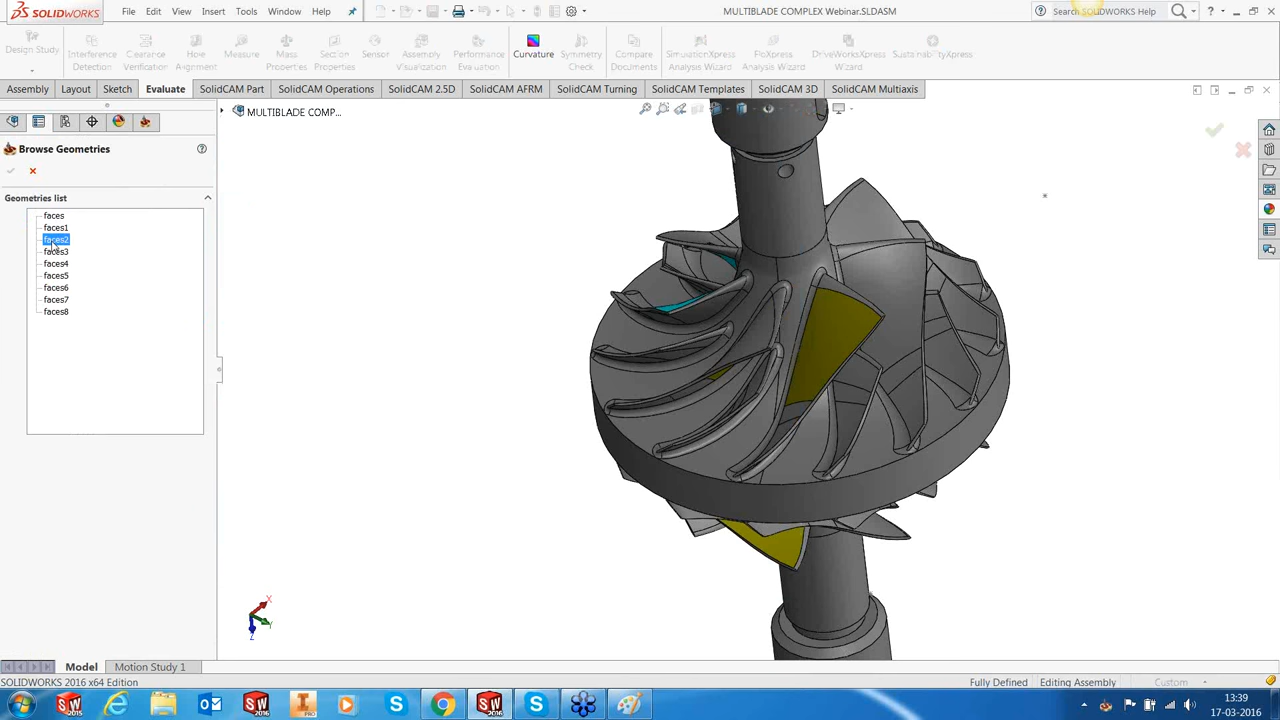 SOLIDWORKS File Edit View Insert Tools Window Help MULTIBLADE COMPLEX Webinar.SLDASM Search SOLIDWORKS Help
Design Study Interference Detection Clearance Verification Hole Alignment Measure Mass Properties Section Properties Sensor Assembly Visualization Performance Evaluation Curvature Symmetry Check Compare Documents SimulationXpress Analysis Wizard FloXpress Analysis Wizard DriveWorksXpress Wizard SustainabilityXpress
Assembly Layout Sketch Evaluate SolidCAM Part SolidCAM Operations SolidCAM 2.5D SolidCAM AFRM SolidCAM Turning SolidCAM Templates SolidCAM 3D SolidCAM Multiaxis
MULTIBLADE COMP...
Browse Geometries
Geometries list
faces
faces1
faces2
faces3
faces4
faces5
faces6
faces7
faces8
X
Y
Z
Model Motion Study 1
SOLIDWORKS 2016 x64 Edition Fully Defined Editing Assembly Custom
13:39
17-03-2016